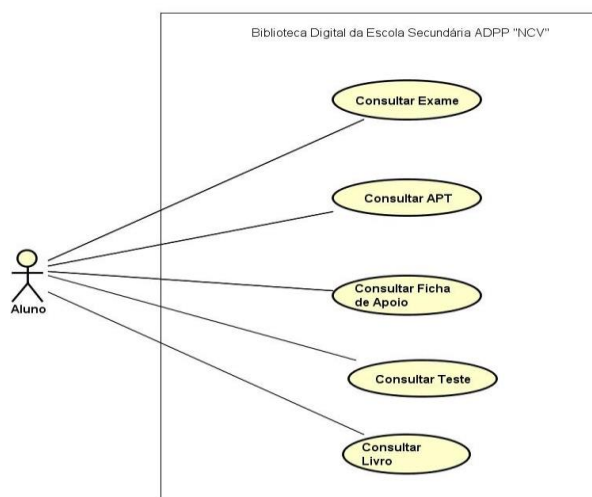 Biblioteca Digital da Escola Secundária ADPP "NCV"
Consultar Exame
Consultar APT
Consultar Ficha
de Apoio
Aluno
Consultar Teste
Consultar
Livro